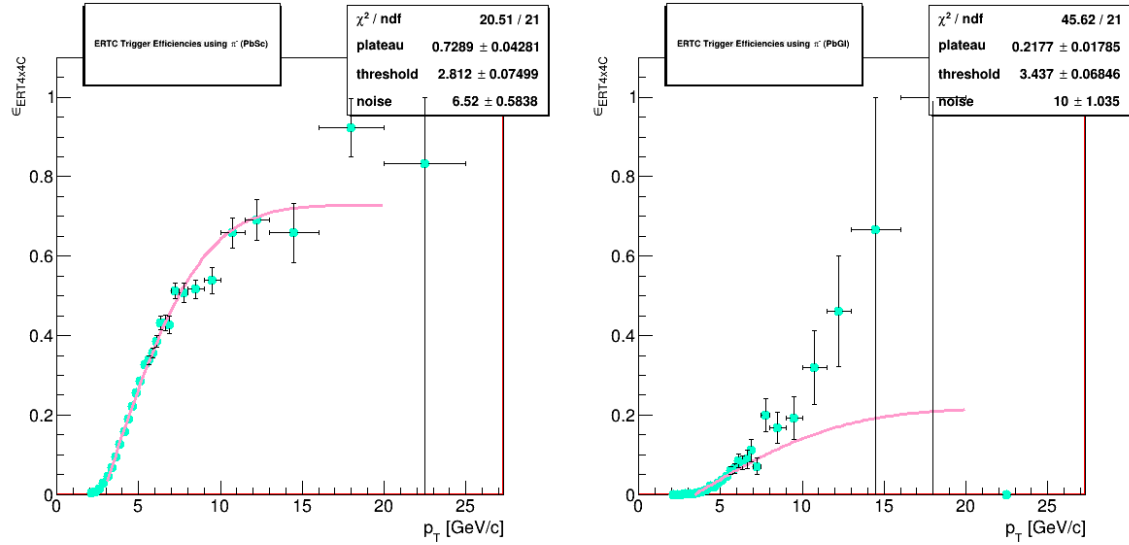 ERTC Trigger Efficiencies using π⁻ (PbSc)
χ² / ndf 20.51 / 21
plateau 0.7289 ± 0.04281
threshold 2.812 ± 0.07499
noise 6.52 ± 0.5838
ϵERT4x4C
1
0.8
0.6
0.4
0.2
0
0 5 10 15 20 25
pT [GeV/c]
ERTC Trigger Efficiencies using π⁻ (PbGl)
χ² / ndf 45.62 / 21
plateau 0.2177 ± 0.01785
threshold 3.437 ± 0.06846
noise 10 ± 1.035
ϵERT4x4C
1
0.8
0.6
0.4
0.2
0
0 5 10 15 20 25
pT [GeV/c]